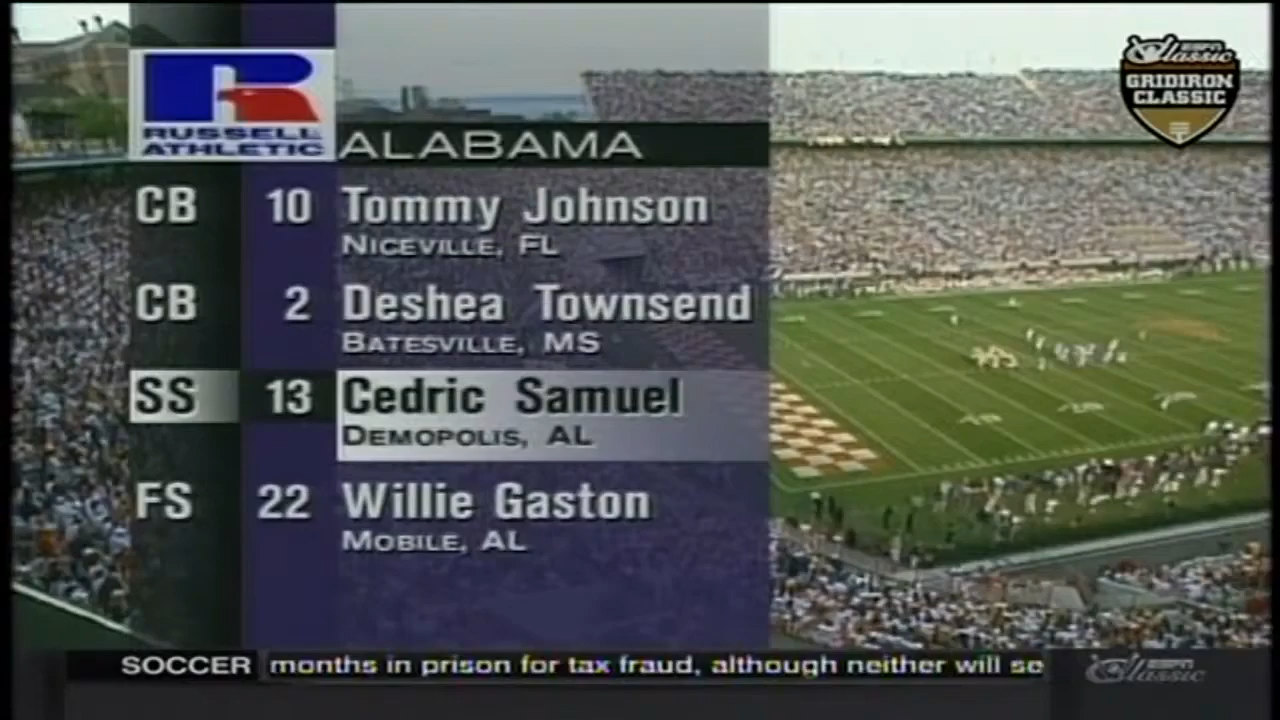 ESPN
Classic
GRIDIRON
CLASSIC
RUSSELL
ATHLETIC
ALABAMA
CB 10 Tommy Johnson
NICEVILLE, FL
CB 2 Deshea Townsend
BATESVILLE, MS
SS 13 Cedric Samuel
DEMOPOLIS, AL
FS 22 Willie Gaston
MOBILE, AL
SOCCER months in prison for tax fraud, although neither will se
ESPN
Classic